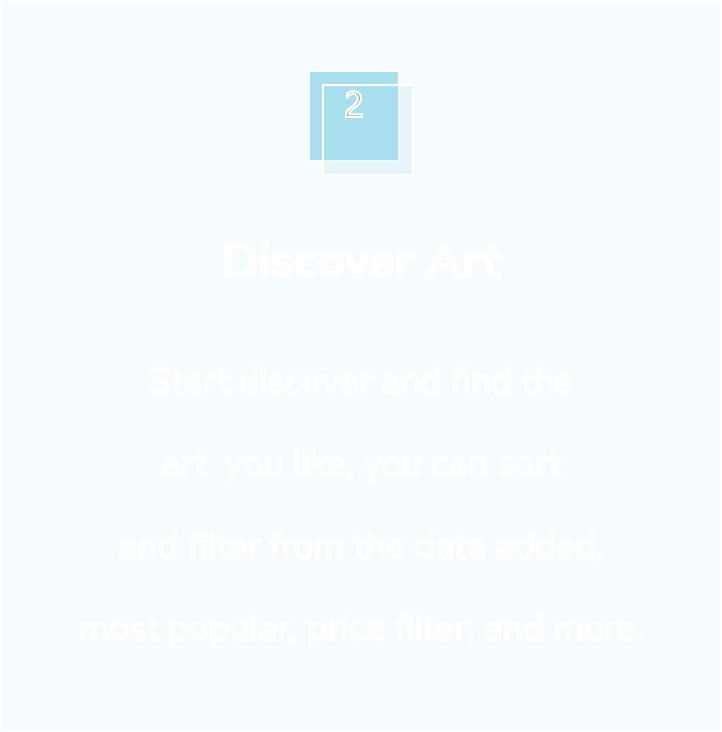 2
Discover Art
Start discover and find the
art you like, you can sort
and filter from the date added,
most popular, price filter, and more.